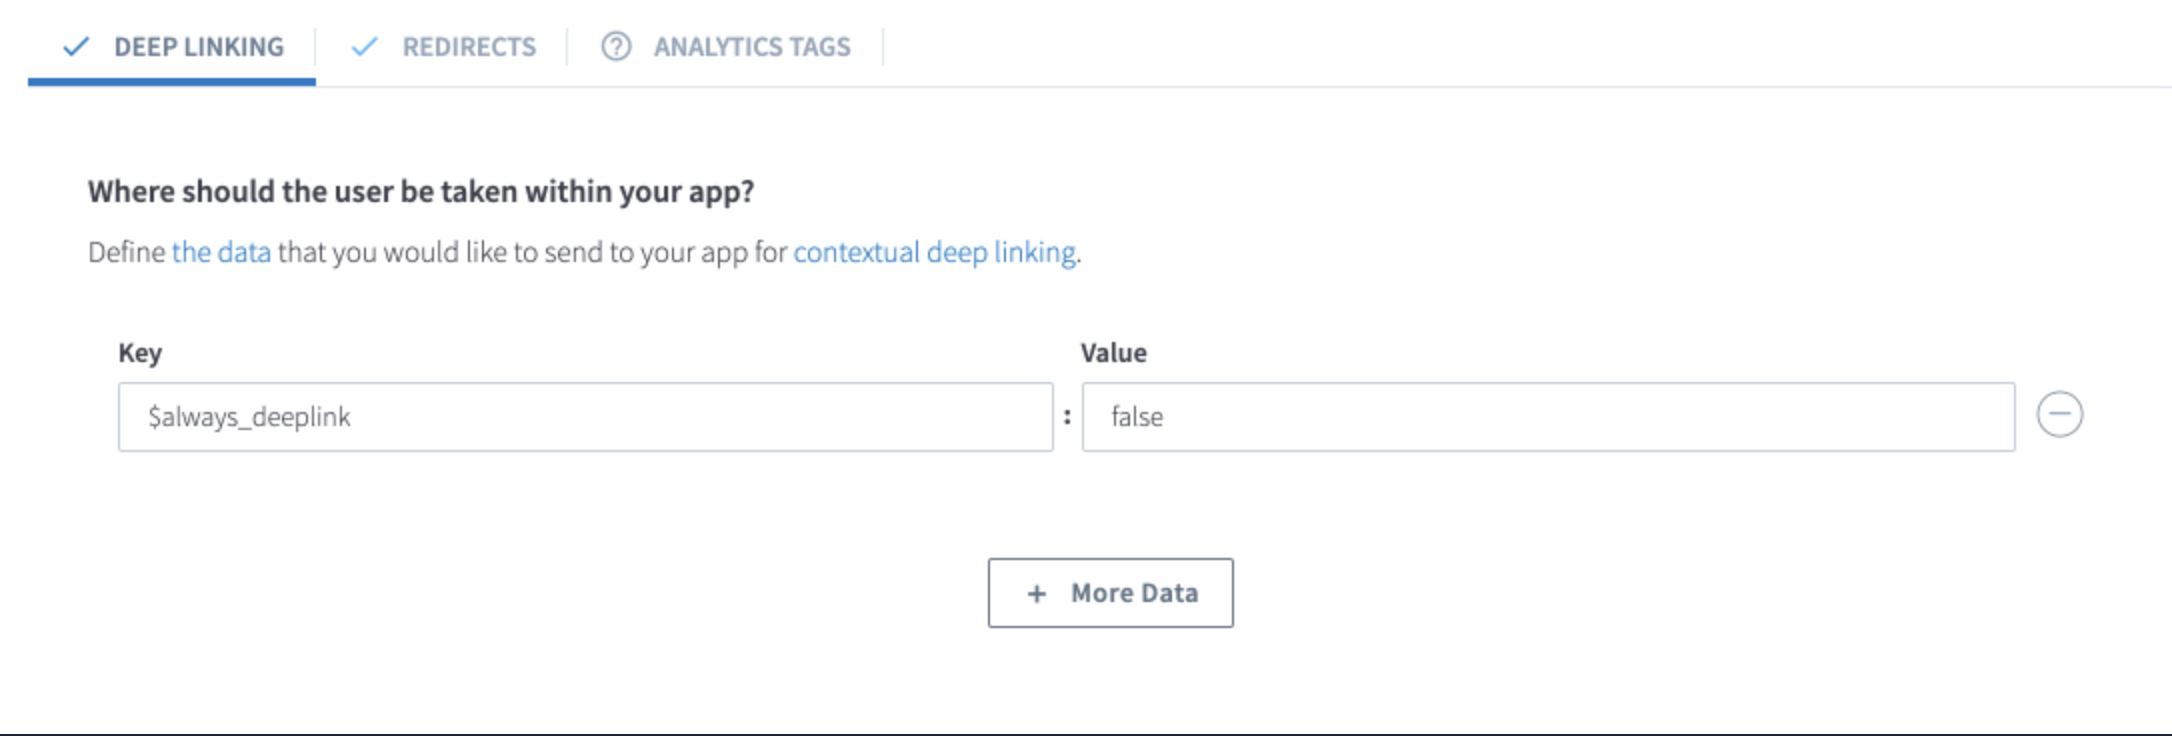 DEEP LINKING REDIRECTS ANALYTICS TAGS
Where should the user be taken within your app?
Define the data that you would like to send to your app for contextual deep linking.
Key Value
$always_deeplink : false
+ More Data